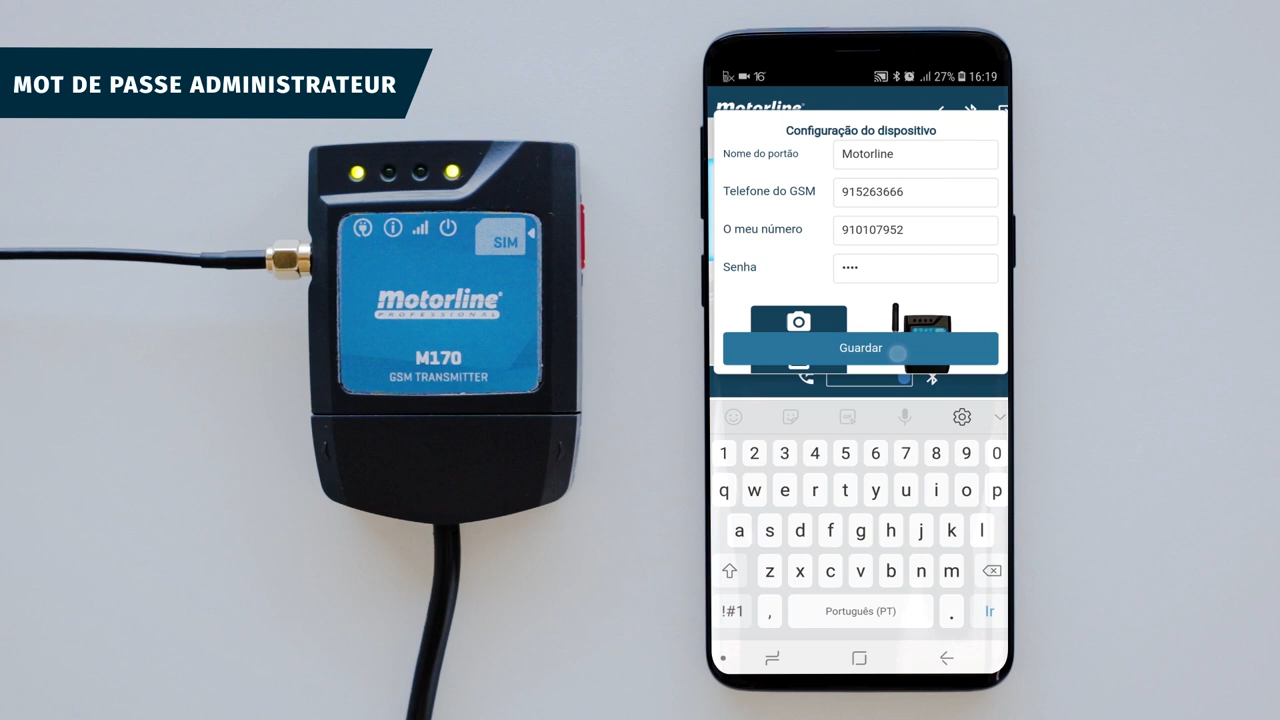 MOT DE PASSE ADMINISTRATEUR
SIM
Motorline
PROFESSIONAL
M170
GSM TRANSMITTER
16 27% 16:19
Motorline
Configuração do dispositivo
Nome do portão Motorline
Telefone do GSM 915263666
O meu número 910107952
Senha ••••
Guardar
1 2 3 4 5 6 7 8 9 0
q w e r t y u i o p
a s d f g h j k l
z x c v b n m
!#1 , Português (PT) . Ir